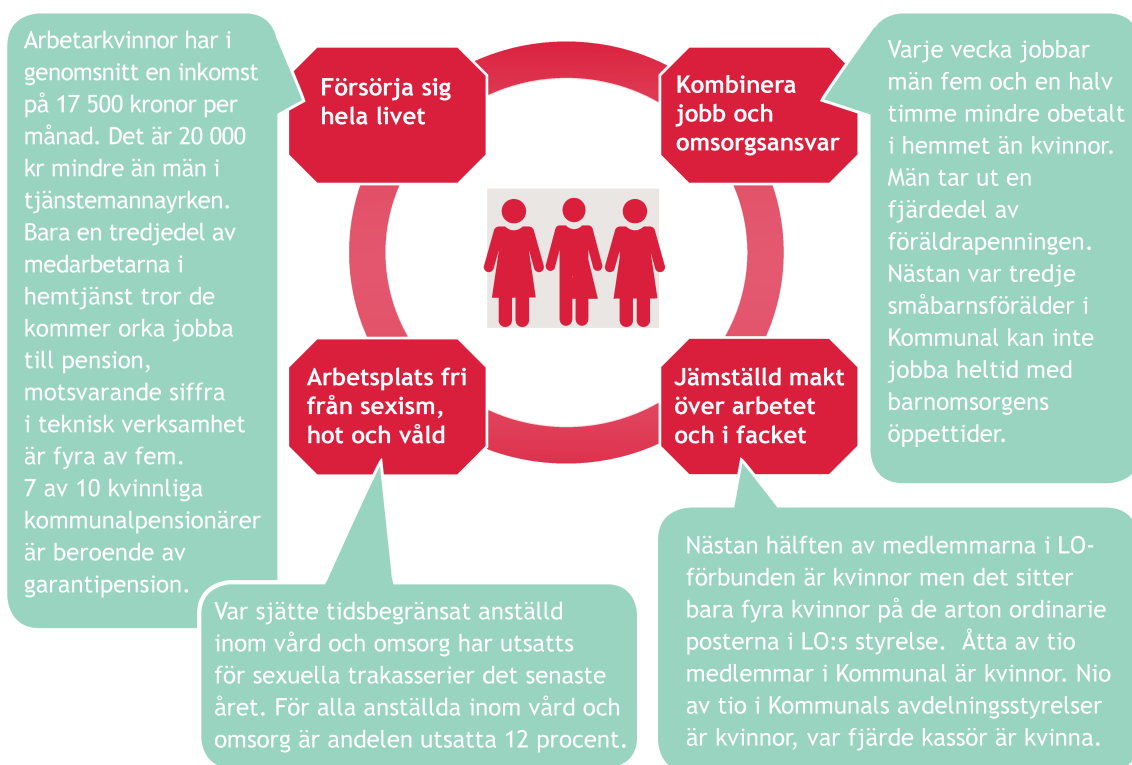 Arbetarkvinnor har i
genomsnitt en inkomst
på 17 500 kronor per
månad. Det är 20 000
kr mindre än män i
tjänstemannayrken.
Bara en tredjedel av
medarbetarna i
hemtjänst tror de
kommer orka jobba
till pension,
motsvarande siffra
i teknisk verksamhet
är fyra av fem.
7 av 10 kvinnliga
kommunalpensionärer
är beroende av
garantipension.
Försörja sig
hela livet
Kombinera
jobb och
omsorgsansvar
Varje vecka jobbar
män fem och en halv
timme mindre obetalt
i hemmet än kvinnor.
Män tar ut en
fjärdedel av
föräldrapenningen.
Nästan var tredje
småbarnsförälder i
Kommunal kan inte
jobba heltid med
barnomsorgens
öppettider.
Arbetsplats fri
från sexism,
hot och våld
Jämställd makt
över arbetet
och i facket
Var sjätte tidsbegränsat anställd
inom vård och omsorg har utsatts
för sexuella trakasserier det senaste
året. För alla anställda inom vård och
omsorg är andelen utsatta 12 procent.
Nästan hälften av medlemmarna i LO-
förbunden är kvinnor men det sitter
bara fyra kvinnor på de arton ordinarie
posterna i LO:s styrelse. Åtta av tio
medlemmar i Kommunal är kvinnor. Nio
av tio i Kommunals avdelningsstyrelser
är kvinnor, var fjärde kassör är kvinna.